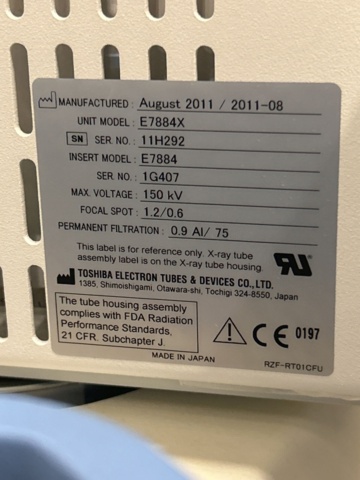 MANUFACTURED : August 2011 / 2011-08
UNIT MODEL : E7884X
SN SER. NO. : 11H292
INSERT MODEL : E7884
SER. NO. : 1G407
MAX. VOLTAGE : 150 kV
FOCAL SPOT : 1.2/0.6
PERMANENT FILTRATION : 0.9 Al/ 75
This label is for reference only. X-ray tube
assembly label is on the X-ray tube housing.
TOSHIBA ELECTRON TUBES & DEVICES CO.,LTD.
1385, Shimoishigami, Otawara-shi, Tochigi 324-8550, Japan
The tube housing assembly
complies with FDA Radiation
Performance Standards,
21 CFR. Subchapter J.
CE 0197
MADE IN JAPAN
RZF-RT01CFU